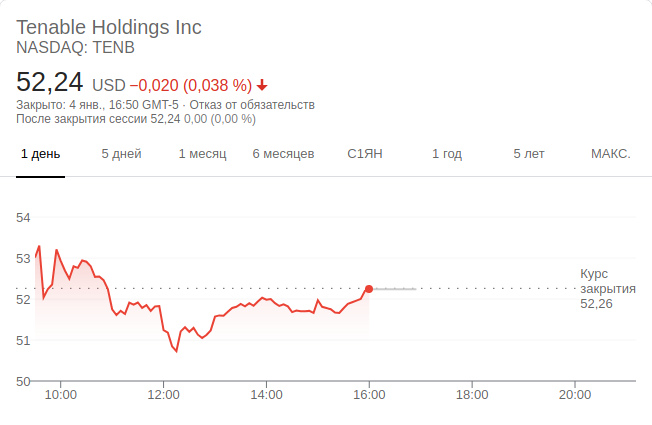 Tenable Holdings Inc
NASDAQ: TENB
52,24 USD −0,020 (0,038 %)
Закрыто: 4 янв., 16:50 GMT-5 · Отказ от обязательств
После закрытия сессии 52,24 0,00 (0,00 %)
1 день 5 дней 1 месяц 6 месяцев С1ЯН 1 год 5 лет МАКС.
54
53
Курс
закрытия
52,26
52
51
50
10:00 12:00 14:00 16:00 18:00 20:00